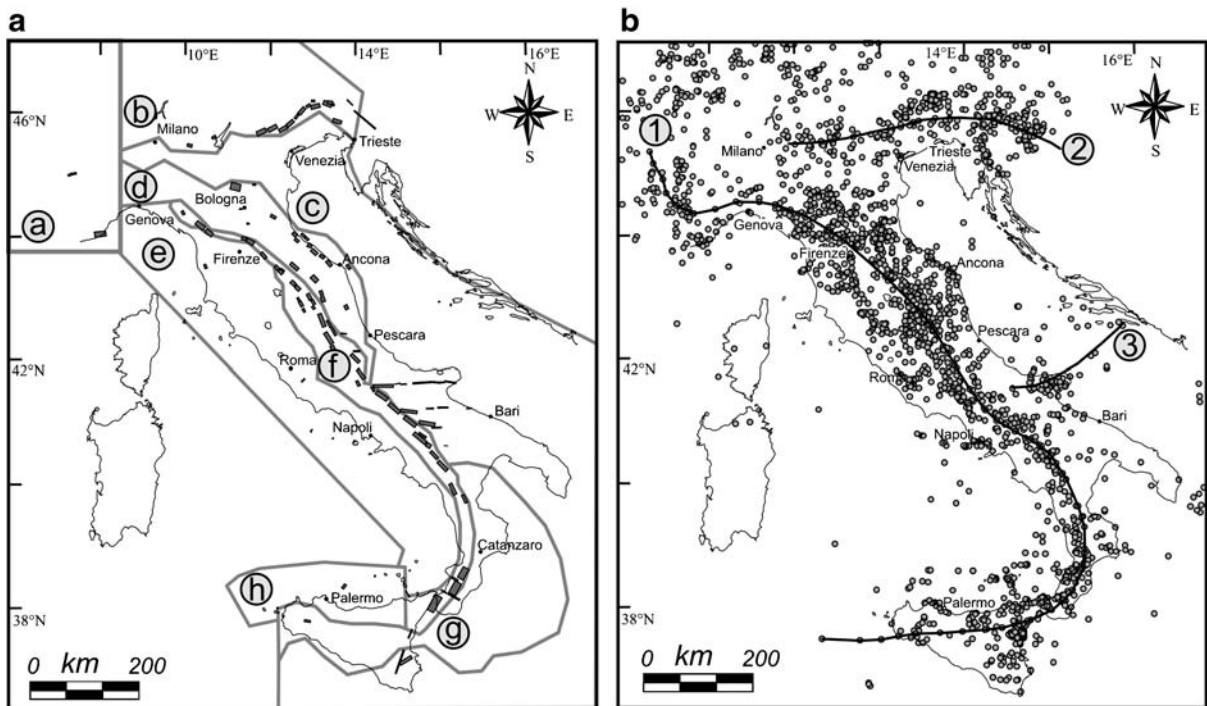 a
10°E
14°E
16°E
N
W E
S
46°N
b
Milano
Trieste
Venezia
d
Bologna
c
a
Genova
e
Firenze
Ancona
Pescara
42°N
Roma
f
Bari
Napoli
Catanzaro
h
Palermo
38°N
g
0 km 200
b
14°E
16°E
N
W E
S
46°N
1
Milano
Trieste
2
Venezia
Genova
Firenze
Ancona
Pescara
3
42°N
Roma
Bari
Napoli
Palermo
38°N
0 km 200